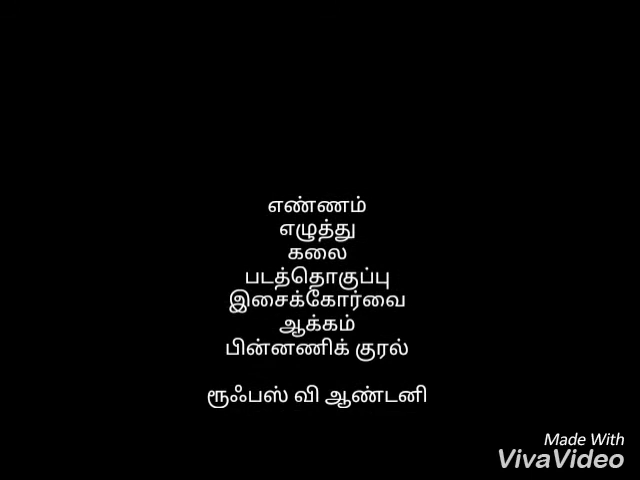 எண்ணம்
எழுத்து
கலை
படத்தொகுப்பு
இசைக்கோர்வை
ஆக்கம்
பின்னணிக் குரல்
ரூஃபஸ் வி ஆண்டனி
Made With
VivaVideo